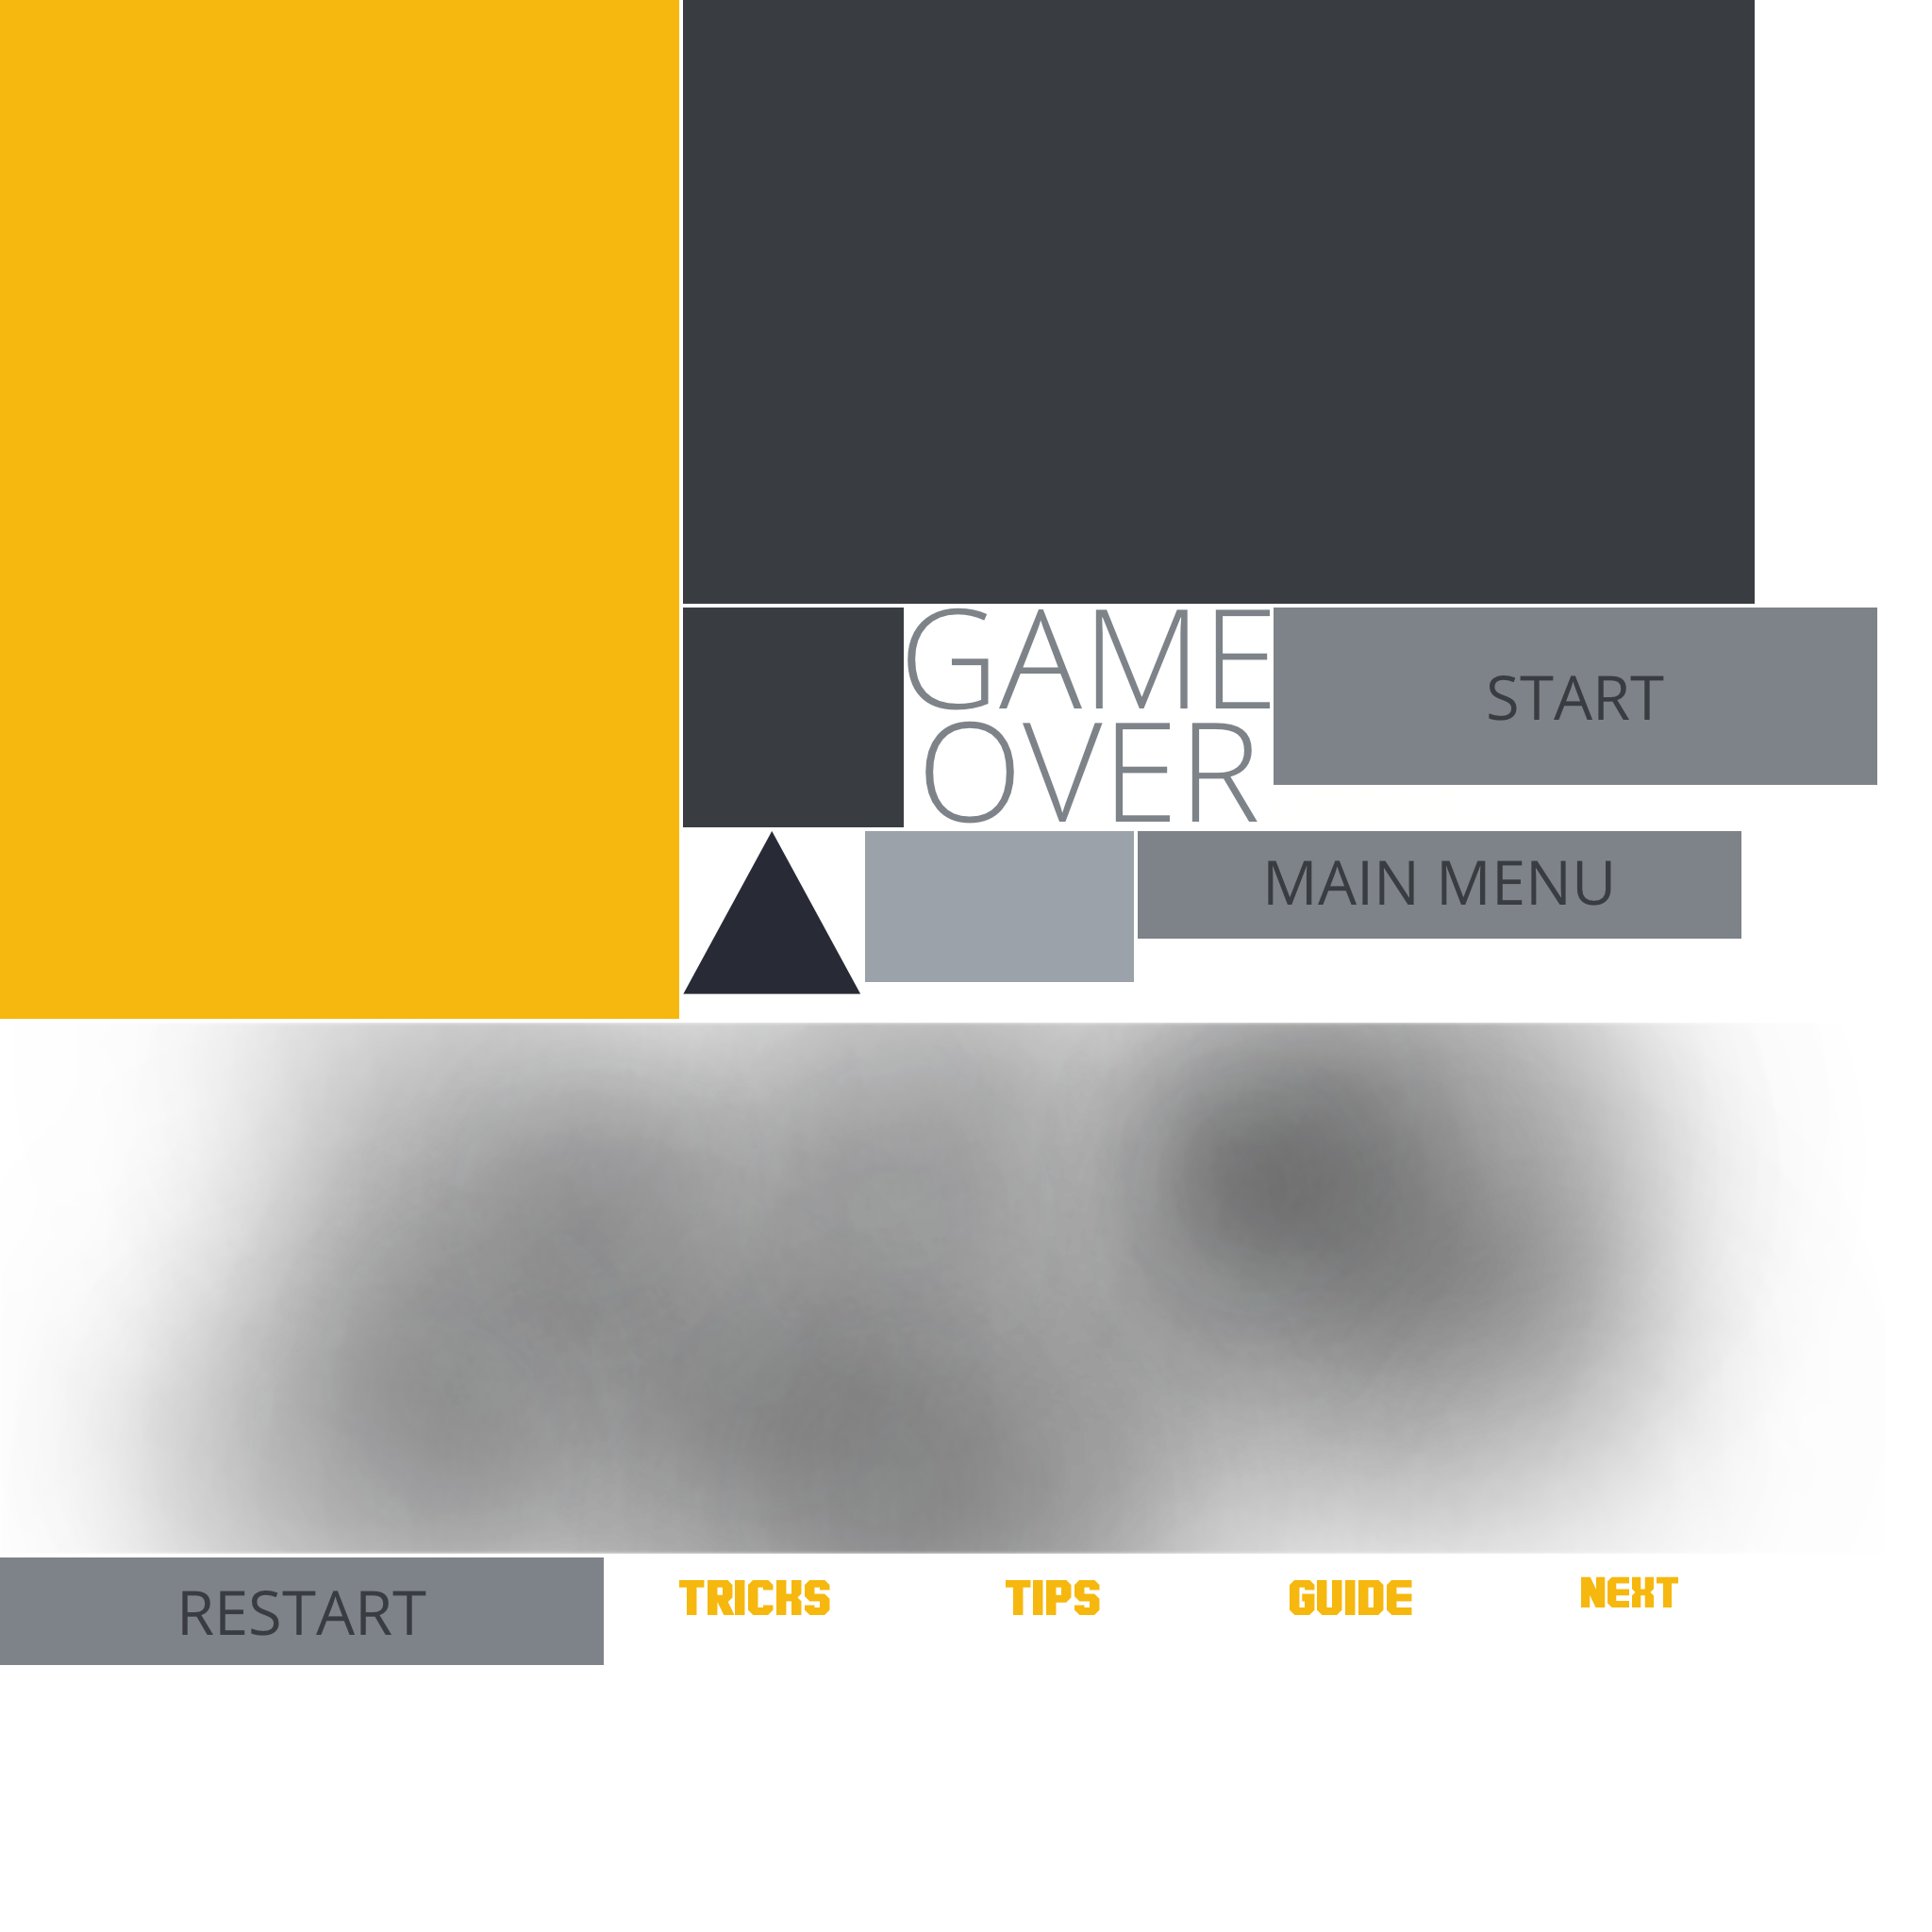 GAME
OVER
START
MAIN MENU
RESTART
TRICKS
TIPS
GUIDE
NEXT